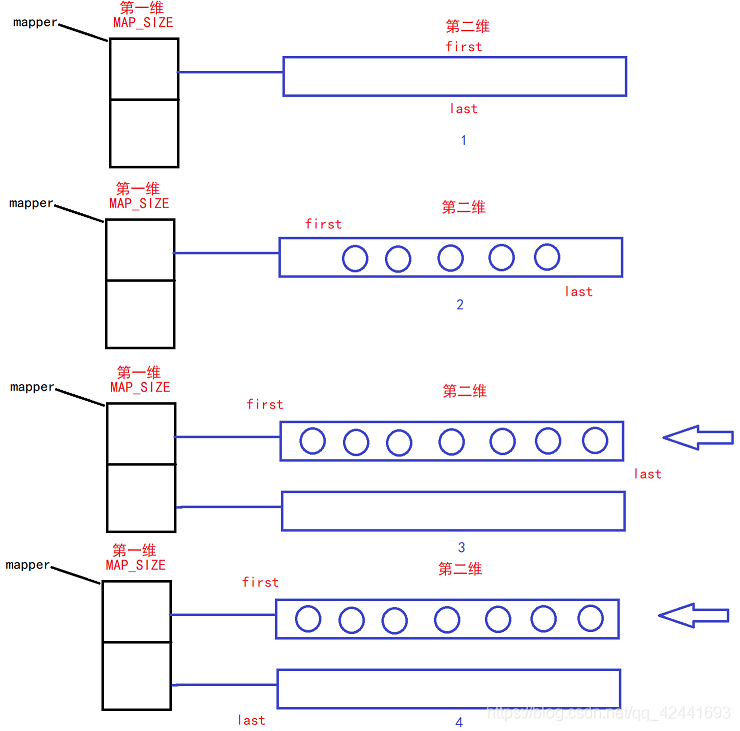 第一维
MAP_SIZE
mapper
第二维
first
last
1
第一维
MAP_SIZE
mapper
第二维
first
last
2
第一维
MAP_SIZE
mapper
第二维
first
last
3
第一维
MAP_SIZE
mapper
第二维
first
last
4
https://blog.csdn.net/qq_42441693